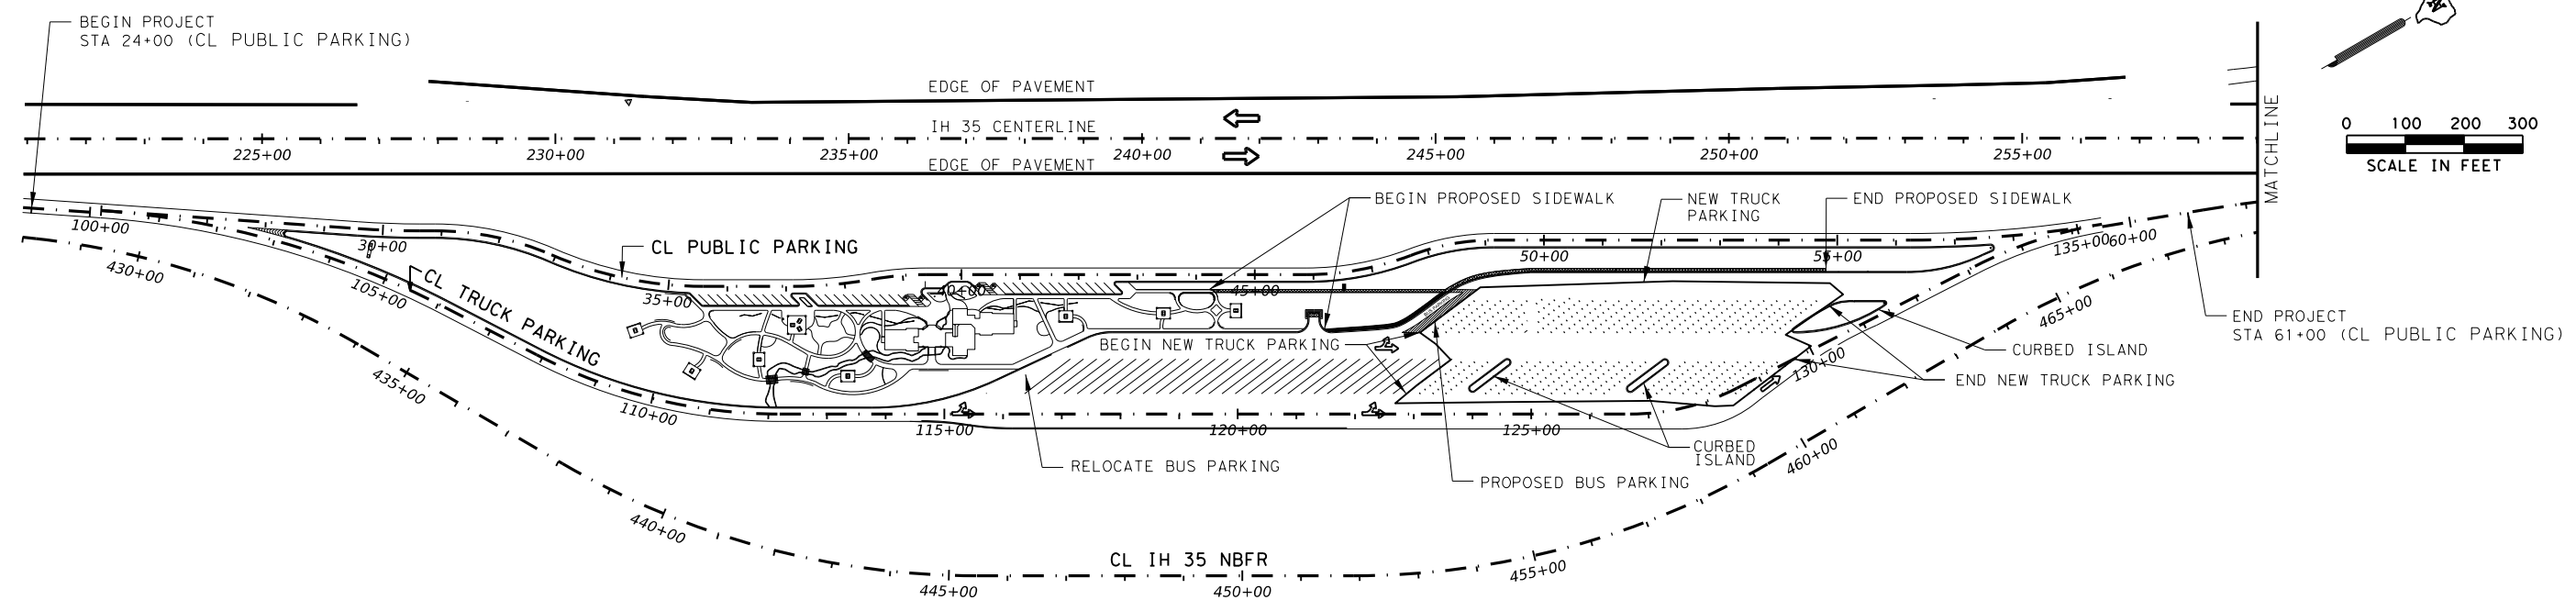 BEGIN PROJECT
STA 24+00 (CL PUBLIC PARKING)
EDGE OF PAVEMENT
IH 35 CENTERLINE
225+00
230+00
235+00
240+00
245+00
250+00
255+00
EDGE OF PAVEMENT
MATCHLINE
0 100 200 300
SCALE IN FEET
BEGIN PROPOSED SIDEWALK
NEW TRUCK
PARKING
END PROPOSED SIDEWALK
100+00
30+00
CL PUBLIC PARKING
35+00
40+00
45+00
50+00
55+00
135+00
60+00
430+00
105+00
CL TRUCK PARKING
465+00
END PROJECT
STA 61+00 (CL PUBLIC PARKING)
BEGIN NEW TRUCK PARKING
CURBED ISLAND
130+00
END NEW TRUCK PARKING
435+00
110+00
115+00
120+00
125+00
CURBED
ISLAND
460+00
RELOCATE BUS PARKING
PROPOSED BUS PARKING
440+00
CL IH 35 NBFR
445+00
450+00
455+00